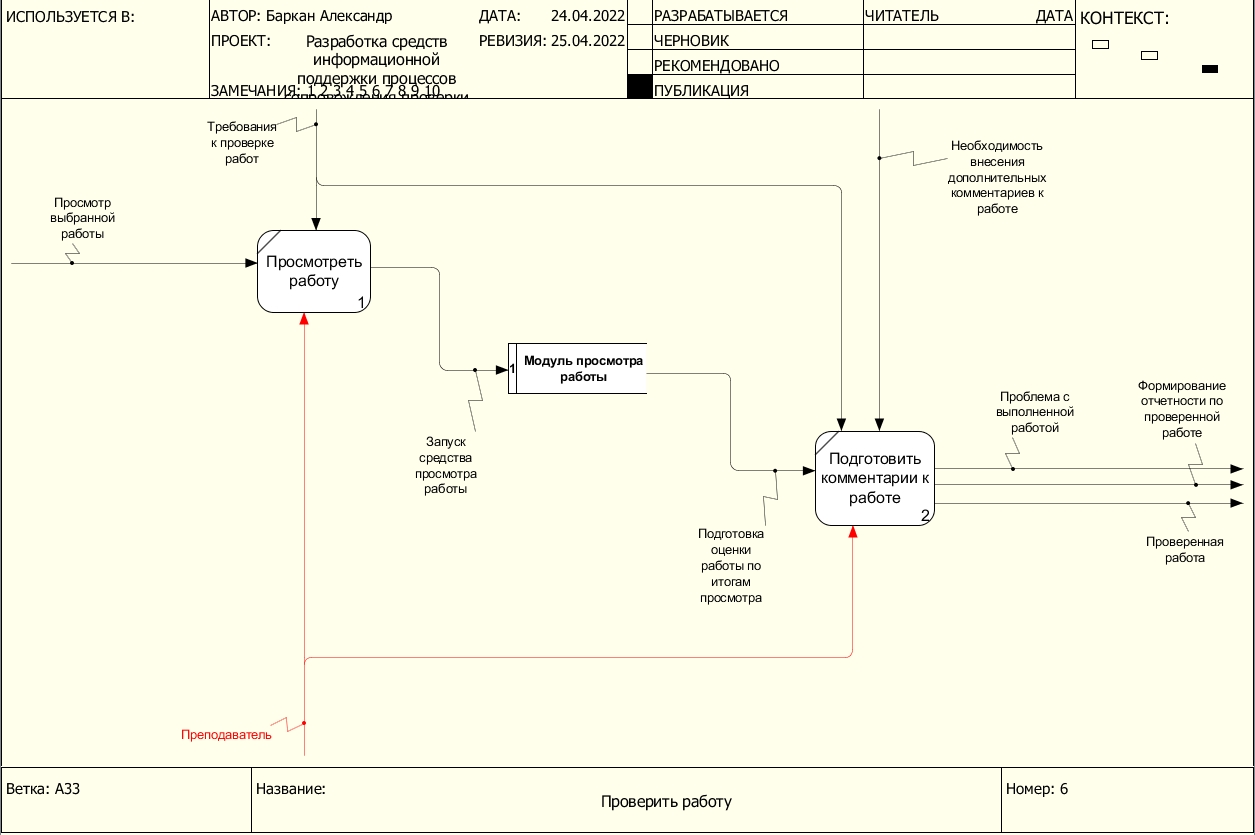 ИСПОЛЬЗУЕТСЯ В:
АВТОР: Баркан Александр
ДАТА: 24.04.2022
ПРОЕКТ: Разработка средств
информационной
поддержки процессов
сопровождения проверки
РЕВИЗИЯ: 25.04.2022
ЗАМЕЧАНИЯ: 1 2 3 4 5 6 7 8 9 10
РАЗРАБАТЫВАЕТСЯ
ЧЕРНОВИК
РЕКОМЕНДОВАНО
ПУБЛИКАЦИЯ
ЧИТАТЕЛЬ ДАТА
КОНТЕКСТ:
Требования
к проверке
работ
Необходимость
внесения
дополнительных
комментариев к
работе
Просмотр
выбранной
работы
Просмотреть
работу
1
1
Модуль просмотра
работы
Запуск
средства
просмотра
работы
Проблема с
выполненной
работой
Формирование
отчетности по
проверенной
работе
Подготовить
комментарии к
работе
2
Подготовка
оценки
работы по
итогам
просмотра
Проверенная
работа
Преподаватель
Ветка: A33
Название:
Проверить работу
Номер: 6